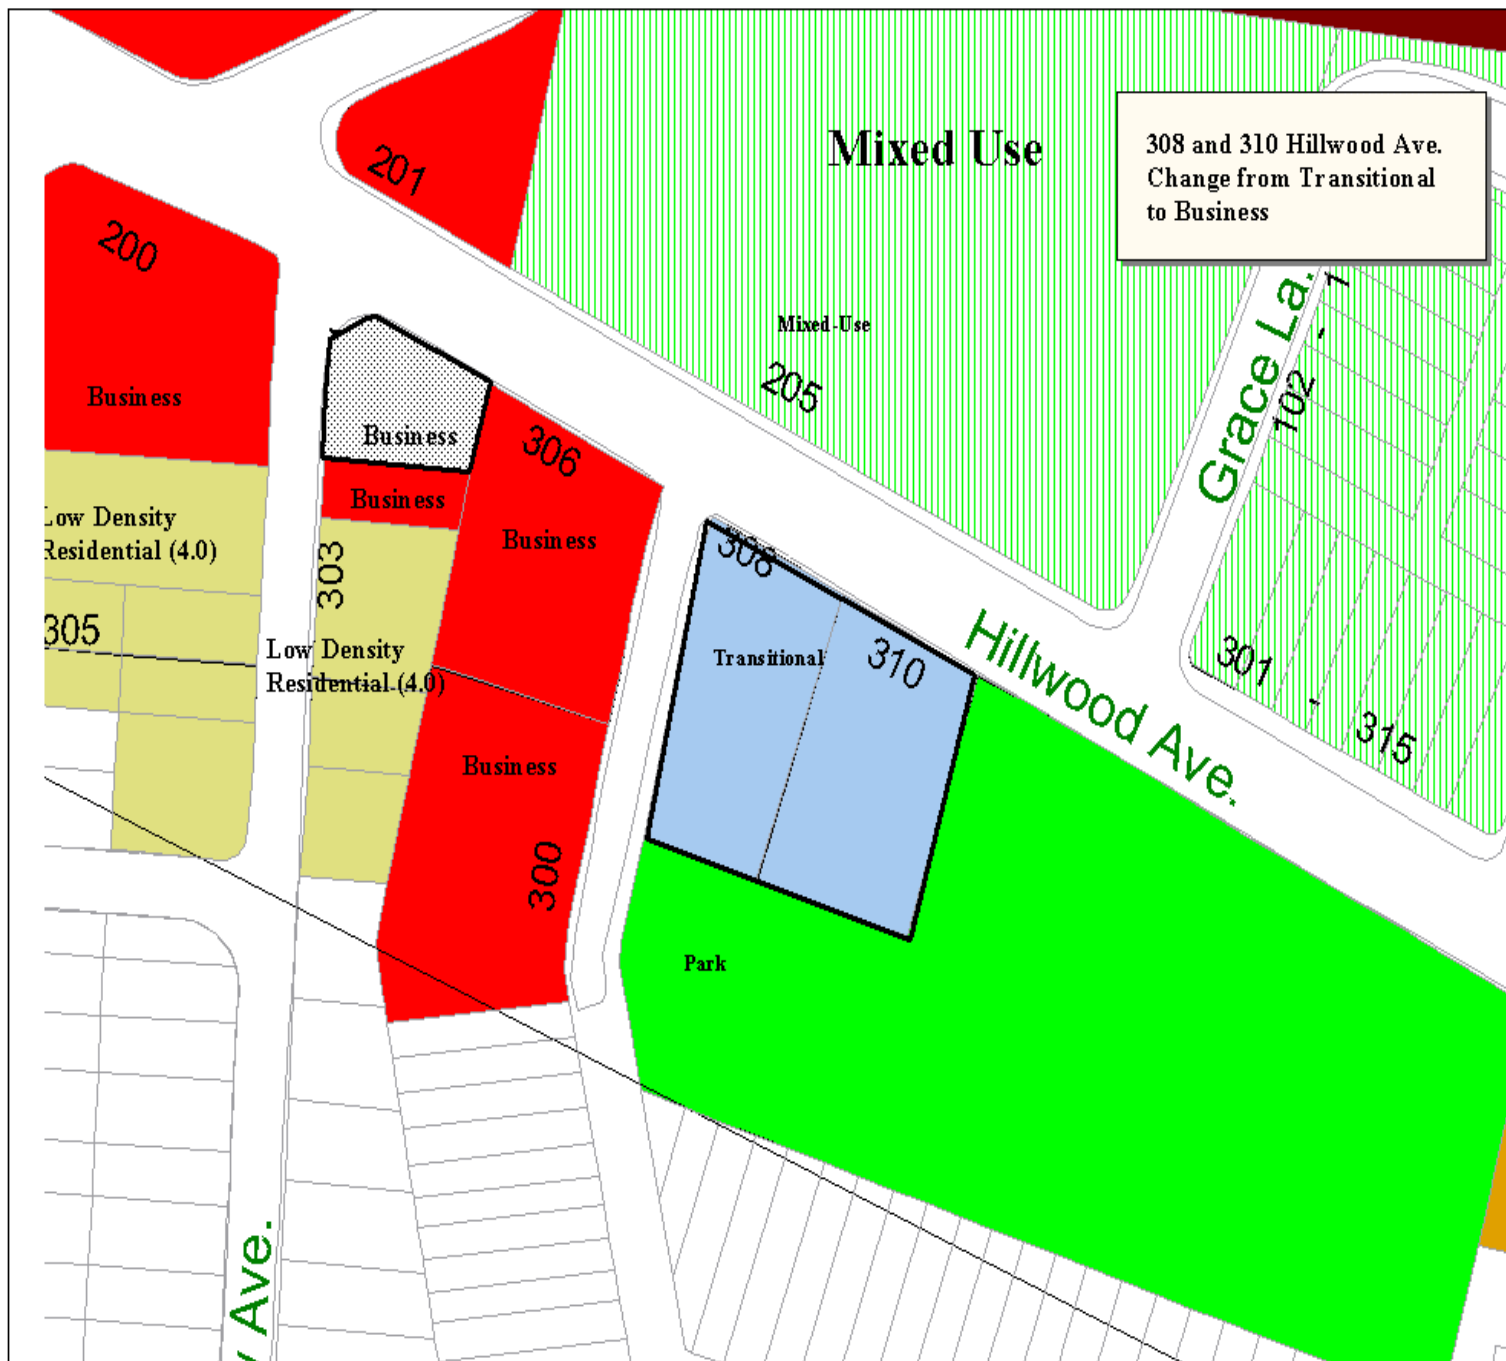 201
Mixed Use
308 and 310 Hillwood Ave.
Change from Transitional
to Business
200
Grace La.
102 - 1
Mixed-Use
205
Business
Business
306
Business
Business
Low Density
Residential (4.0)
303
308
305
Low Density
Residential (4.0)
Transitional
310
Hillwood Ave.
301 - 315
Business
300
Park
Ave.